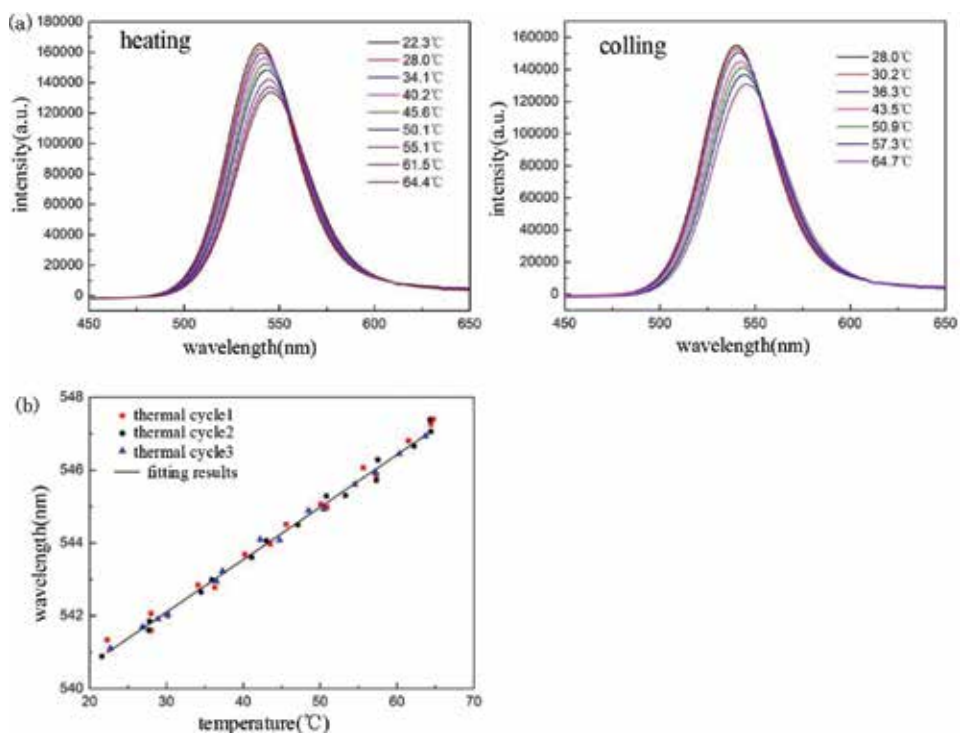 (a)
heating
180000
160000
140000
120000
100000
80000
60000
40000
20000
0
intensity(a.u.)
22.3℃
28.0℃
34.1℃
40.2℃
45.6℃
50.1℃
55.1℃
61.5℃
64.4℃
450 500 550 600 650
wavelength(nm)
colling
160000
140000
120000
100000
80000
60000
40000
20000
0
intensity(a.u.)
28.0℃
30.2℃
36.3℃
43.5℃
50.9℃
57.3℃
64.7℃
450 500 550 600 650
wavelength(nm)
(b)
548
546
544
542
540
wavelength(nm)
thermal cycle1
thermal cycle2
thermal cycle3
fitting results
20 30 40 50 60 70
temperature(℃)